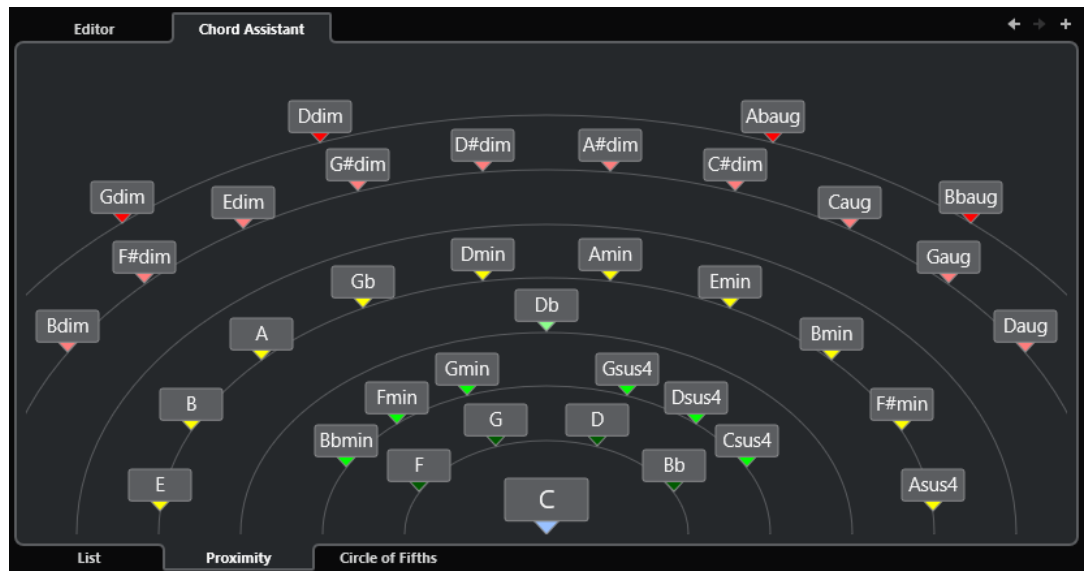 Editor
Chord Assistant
Ddim
Abaug
D#dim
A#dim
G#dim
C#dim
Gdim
Edim
Caug
Bbaug
F#dim
Dmin
Amin
Gaug
Gb
Emin
Db
Bdim
A
Bmin
Daug
Gmin
Gsus4
B
Fmin
Dsus4
F#min
G
D
Bbmin
Csus4
F
Bb
E
Asus4
C
List
Proximity
Circle of Fifths